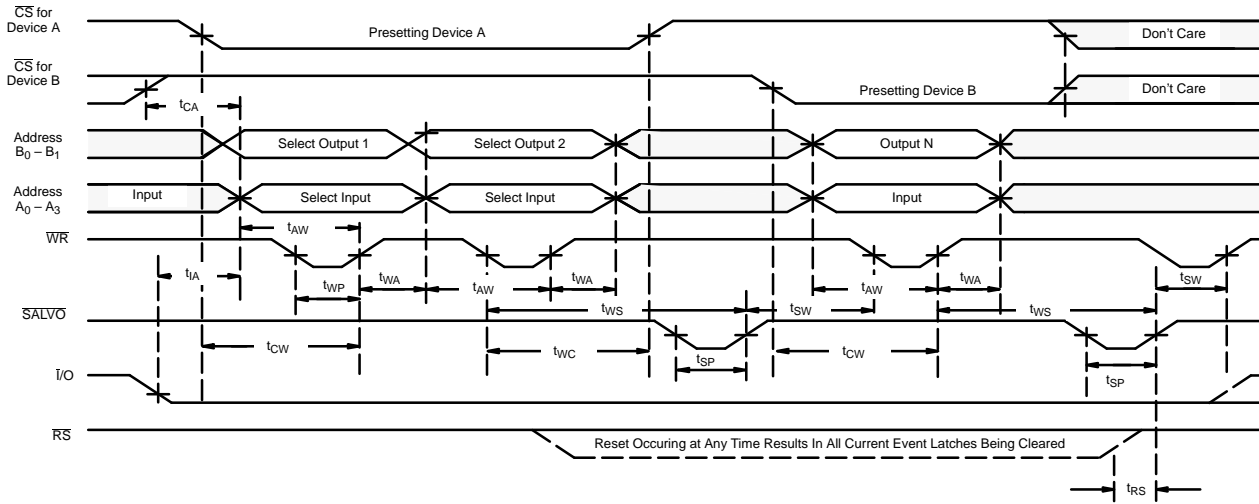 CS for
Device A
Presetting Device A
Don't Care
CS for
Device B
Presetting Device B
Don't Care
tCA
Address
B0 – B1
Select Output 1
Select Output 2
Output N
Address
A0 – A3
Input
Select Input
Select Input
Input
tAW
WR
tIA
tWP
tWA
tAW
tWA
tAW
tWA
tSW
SALVO
tWS
tSW
tWS
tCW
tWC
tSP
tCW
tSP
I/O
RS
Reset Occuring at Any Time Results In All Current Event Latches Being Cleared
tRS